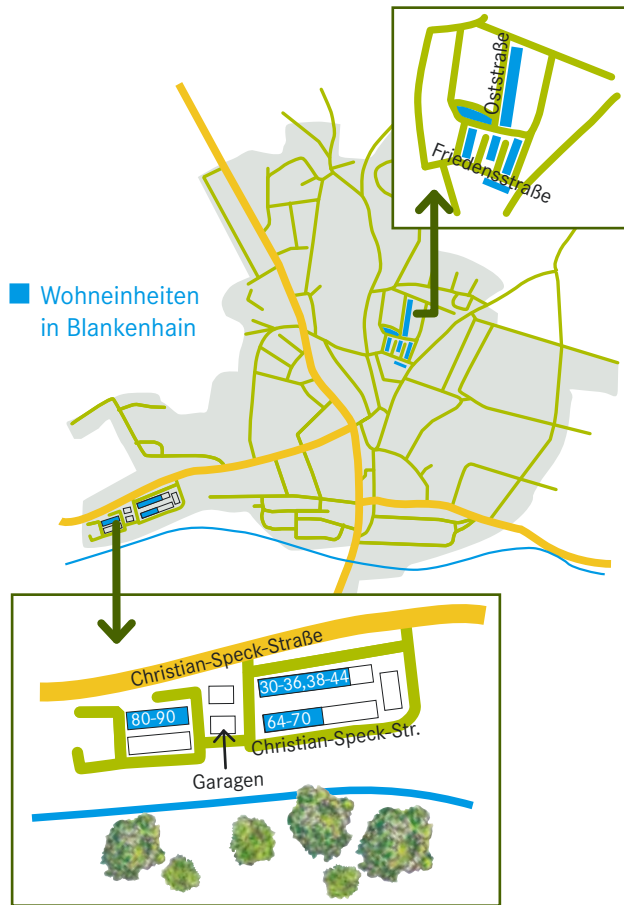 Oststraße
Friedensstraße
Wohneinheiten
in Blankenhain
Christian-Speck-Straße
30-36,38-44
80-90
64-70
Christian-Speck-Str.
Garagen